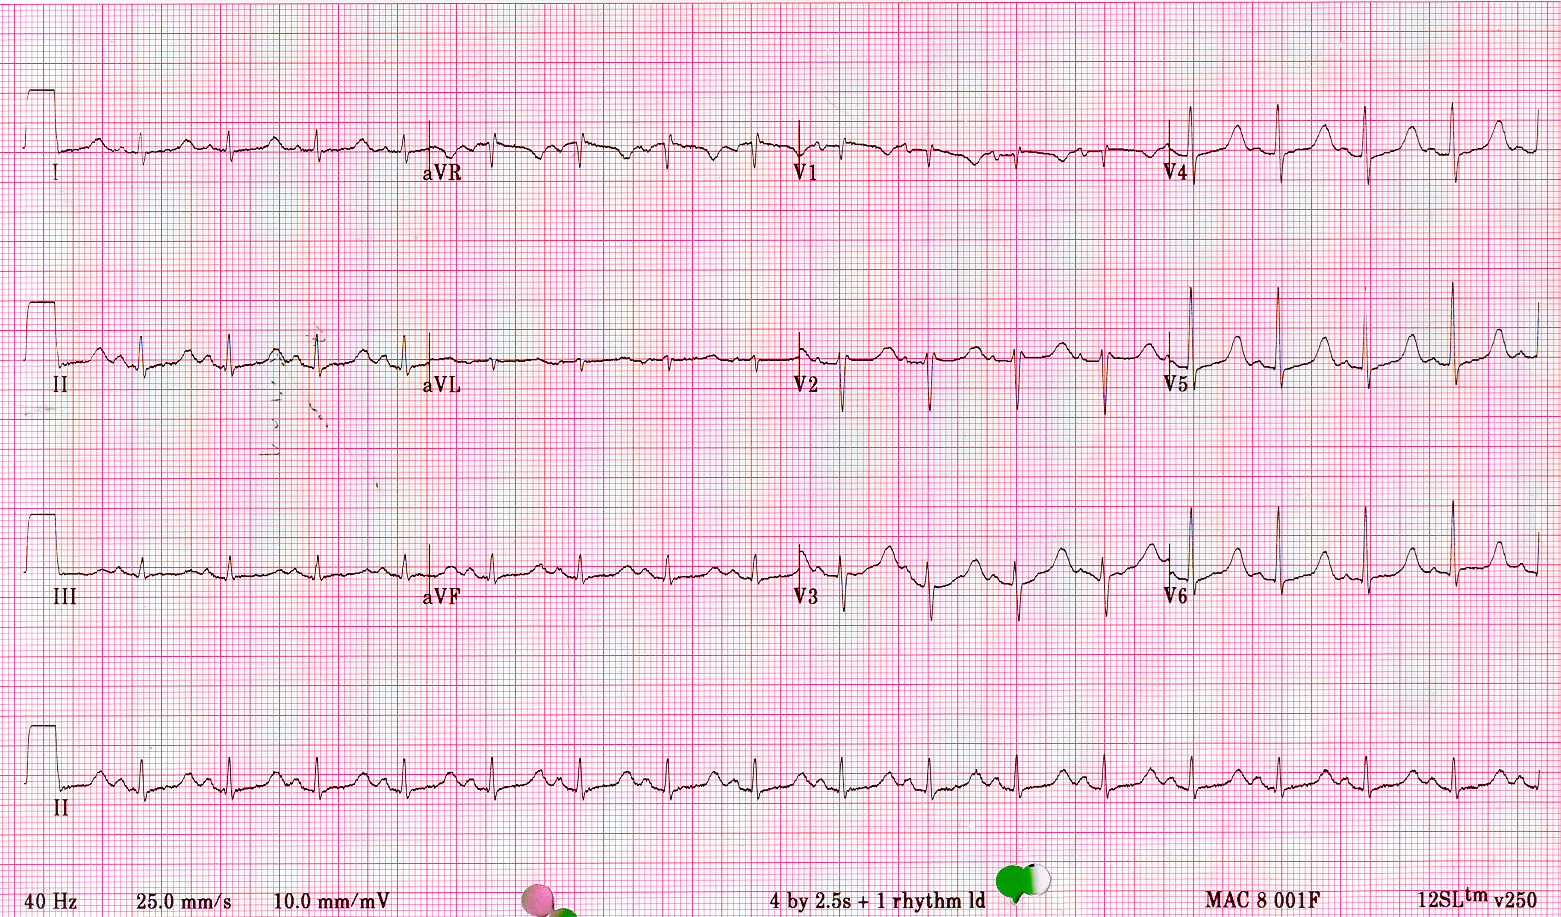 I aVR V1 V4
II aVL V2 V5
III aVF V3 V6
II
40 Hz 25.0 mm/s 10.0 mm/mV 4 by 2.5s + 1 rhythm ld MAC 8 001F 12SLtm v250